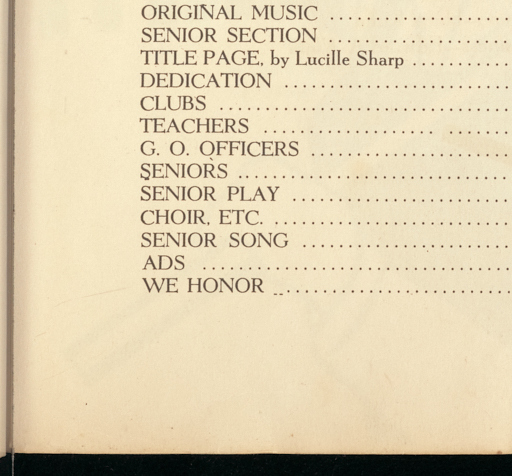 ORIGINAL MUSIC ......................
SENIOR SECTION ......................
TITLE PAGE, by Lucille Sharp ............
DEDICATION ..........................
CLUBS ................................
TEACHERS .................. .......
G. O. OFFICERS .......................
SENIORS ..............................
SENIOR PLAY .........................
CHOIR, ETC. ...........................
SENIOR SONG ........................
ADS ...................................
WE HONOR ..........................